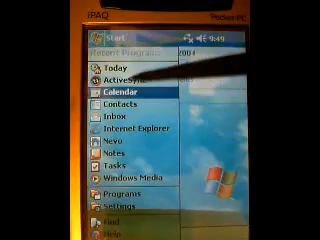 iPAQ Pocket PC
Start 9:49
Recent Programs 2004
Today
ActiveSync
Calendar
Contacts
Inbox
Internet Explorer
Nevo
Notes
Tasks
Windows Media
Programs
Settings
Find
Help